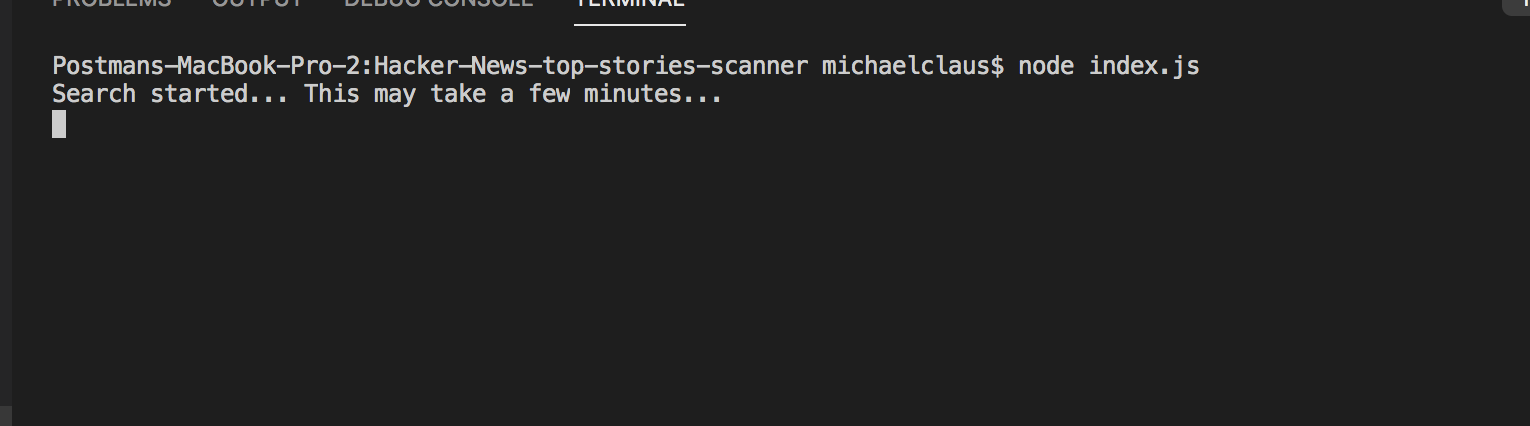 PROBLEMS OUTPUT DEBUG CONSOLE TERMINAL
Postmans-MacBook-Pro-2:Hacker-News-top-stories-scanner michaelclaus$ node index.js
Search started... This may take a few minutes...